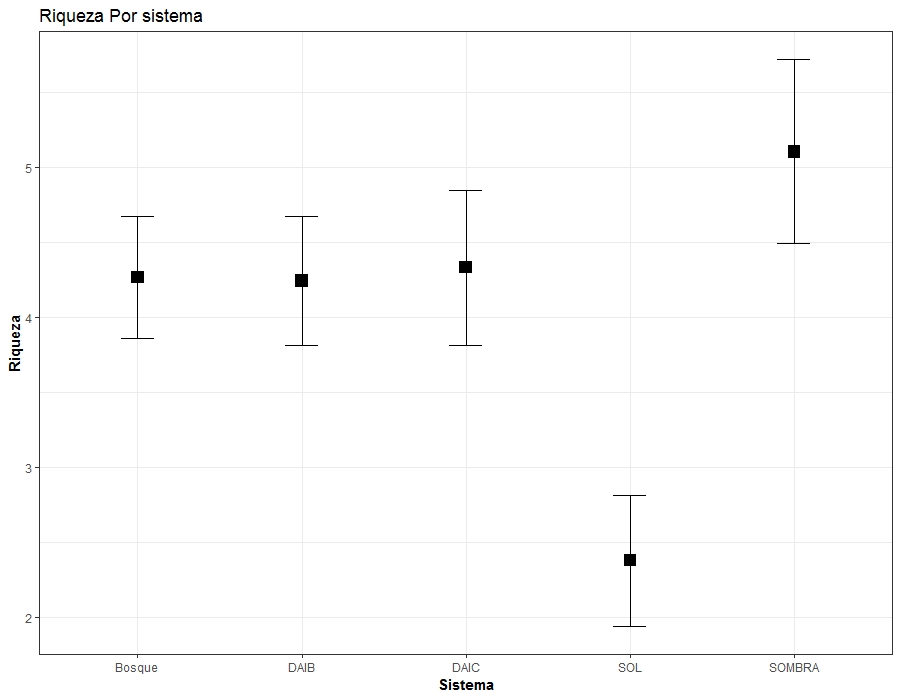 Riqueza Por sistema
Riqueza
5
4
3
2
Bosque DAIB DAIC SOL SOMBRA
Sistema